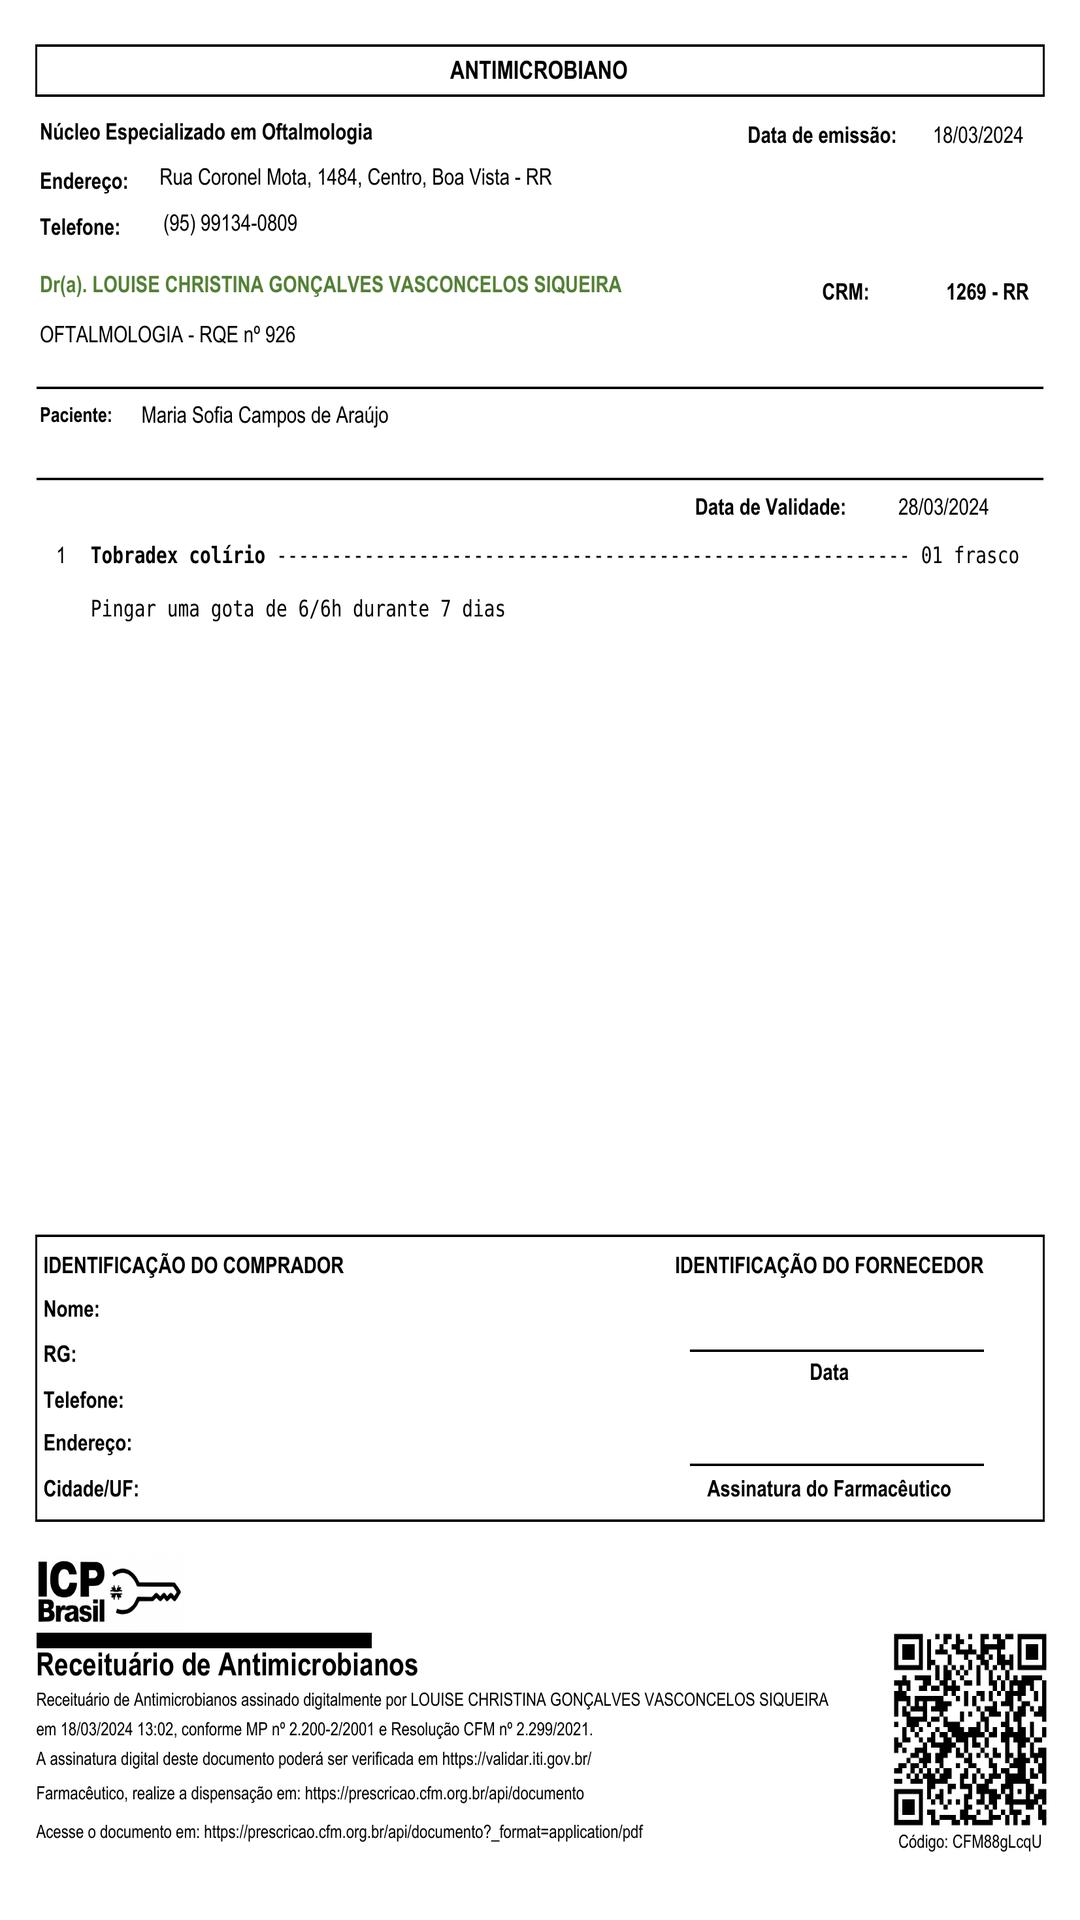 ANTIMICROBIANO
Núcleo Especializado em Oftalmologia
Data de emissão: 18/03/2024
Endereço: Rua Coronel Mota, 1484, Centro, Boa Vista - RR
Telefone: (95) 99134-0809
Dr(a). LOUISE CHRISTINA GONÇALVES VASCONCELOS SIQUEIRA
CRM: 1269 - RR
OFTALMOLOGIA - RQE nº 926
Paciente: Maria Sofia Campos de Araújo
Data de Validade: 28/03/2024
1 Tobradex colírio ---------------------------------------------------------- 01 frasco
Pingar uma gota de 6/6h durante 7 dias
IDENTIFICAÇÃO DO COMPRADOR
Nome:
RG:
Telefone:
Endereço:
Cidade/UF:
IDENTIFICAÇÃO DO FORNECEDOR
Data
Assinatura do Farmacêutico
ICP
Brasil
Receituário de Antimicrobianos
Receituário de Antimicrobianos assinado digitalmente por LOUISE CHRISTINA GONÇALVES VASCONCELOS SIQUEIRA
em 18/03/2024 13:02, conforme MP nº 2.200-2/2001 e Resolução CFM nº 2.299/2021.
A assinatura digital deste documento poderá ser verificada em https://validar.iti.gov.br/
Farmacêutico, realize a dispensação em: https://prescricao.cfm.org.br/api/documento
Acesse o documento em: https://prescricao.cfm.org.br/api/documento?_format=application/pdf
Código: CFM88gLcqU